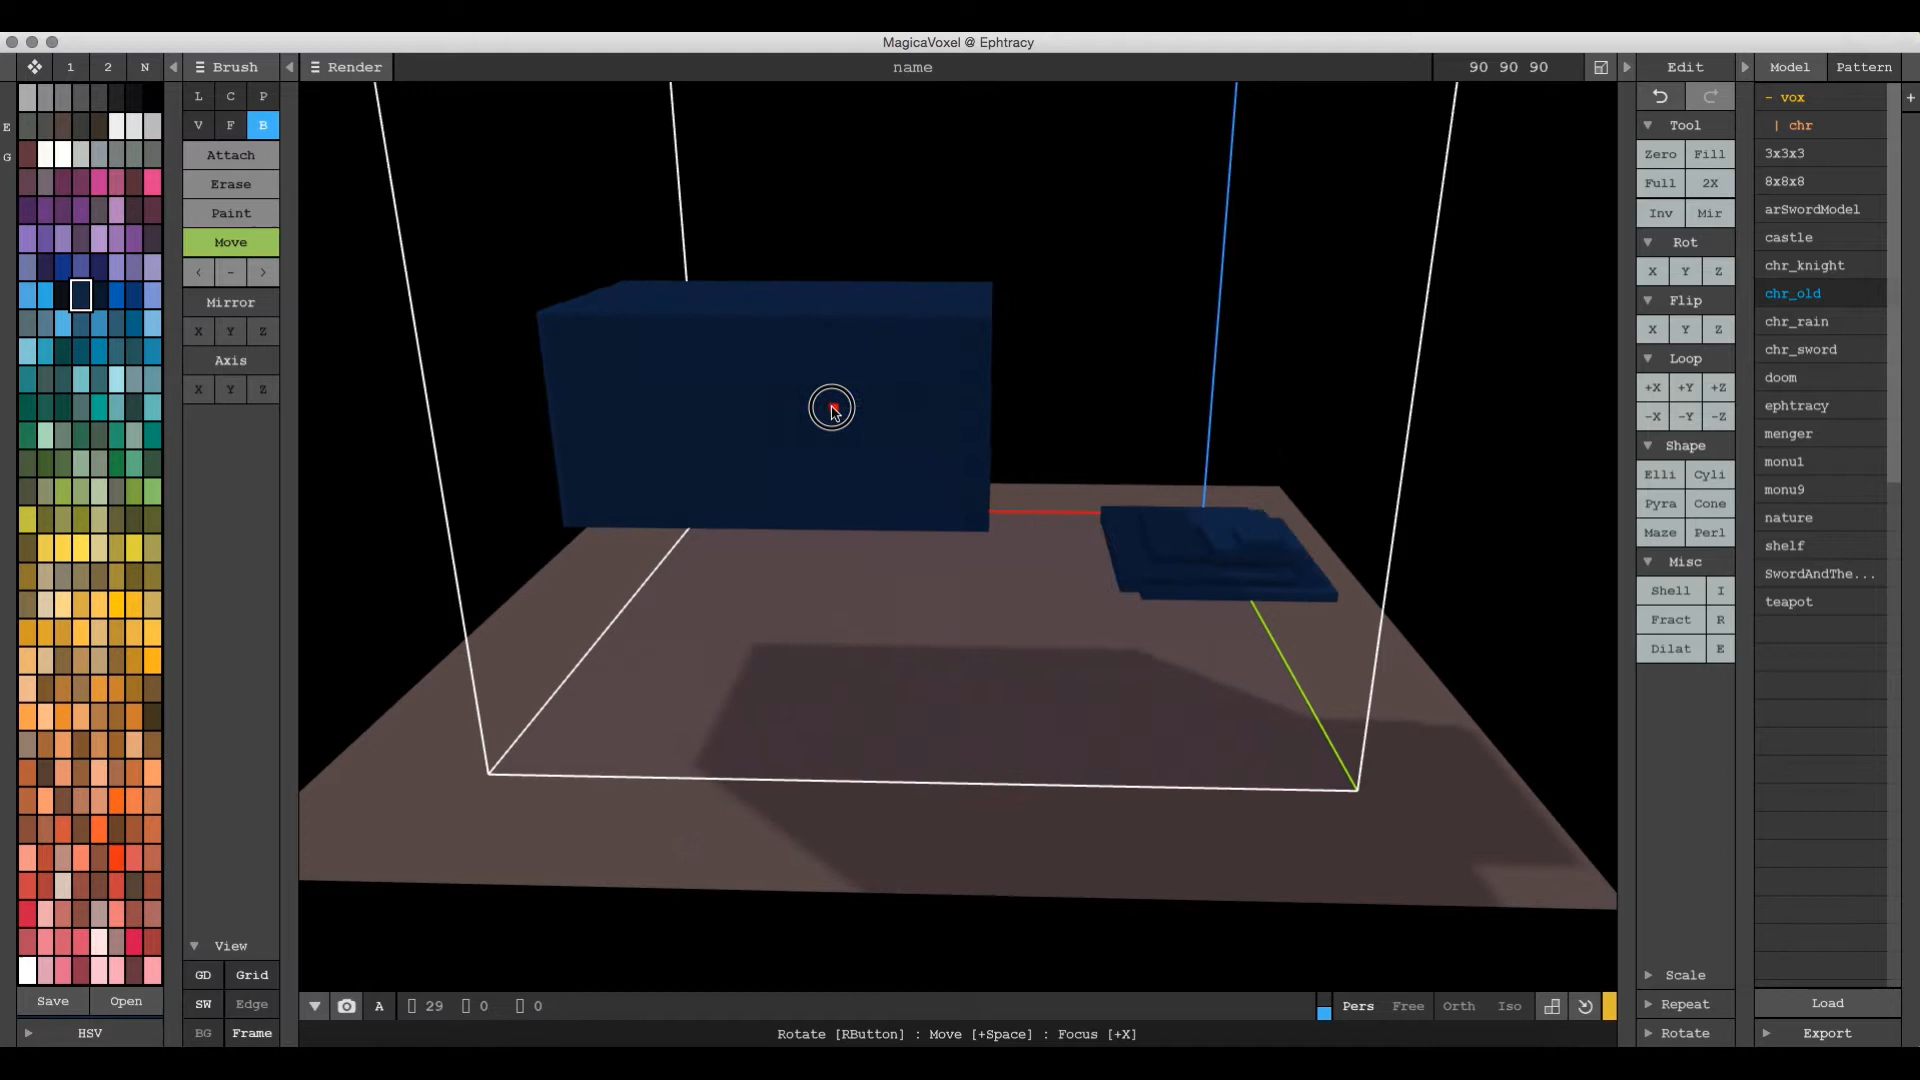 MagicaVoxel @ Ephtracy
1 2 N
Brush
Render
name
90 90 90
Edit
Model Pattern
E
G
L C P
V F B
Attach
Erase
Paint
Move
< - >
Mirror
X Y Z
Axis
X Y Z
View
GD Grid
SW Edge
BG Frame
Save Open
HSV
A 29 0 0
Pers Free Orth Iso
Rotate [RButton] : Move [+Space] : Focus [+X]
Tool
Zero Fill
Full 2X
Inv Mir
Rot
X Y Z
Flip
X Y Z
Loop
+X +Y +Z
-X -Y -Z
Shape
Elli Cyli
Pyra Cone
Maze Perl
Misc
Shell I
Fract R
Dilat E
Scale
Repeat
Rotate
- vox
| chr
3x3x3
8x8x8
arSwordModel
castle
chr_knight
chr_old
chr_rain
chr_sword
doom
ephtracy
menger
monu1
monu9
nature
shelf
SwordAndThe...
teapot
Load
Export
+